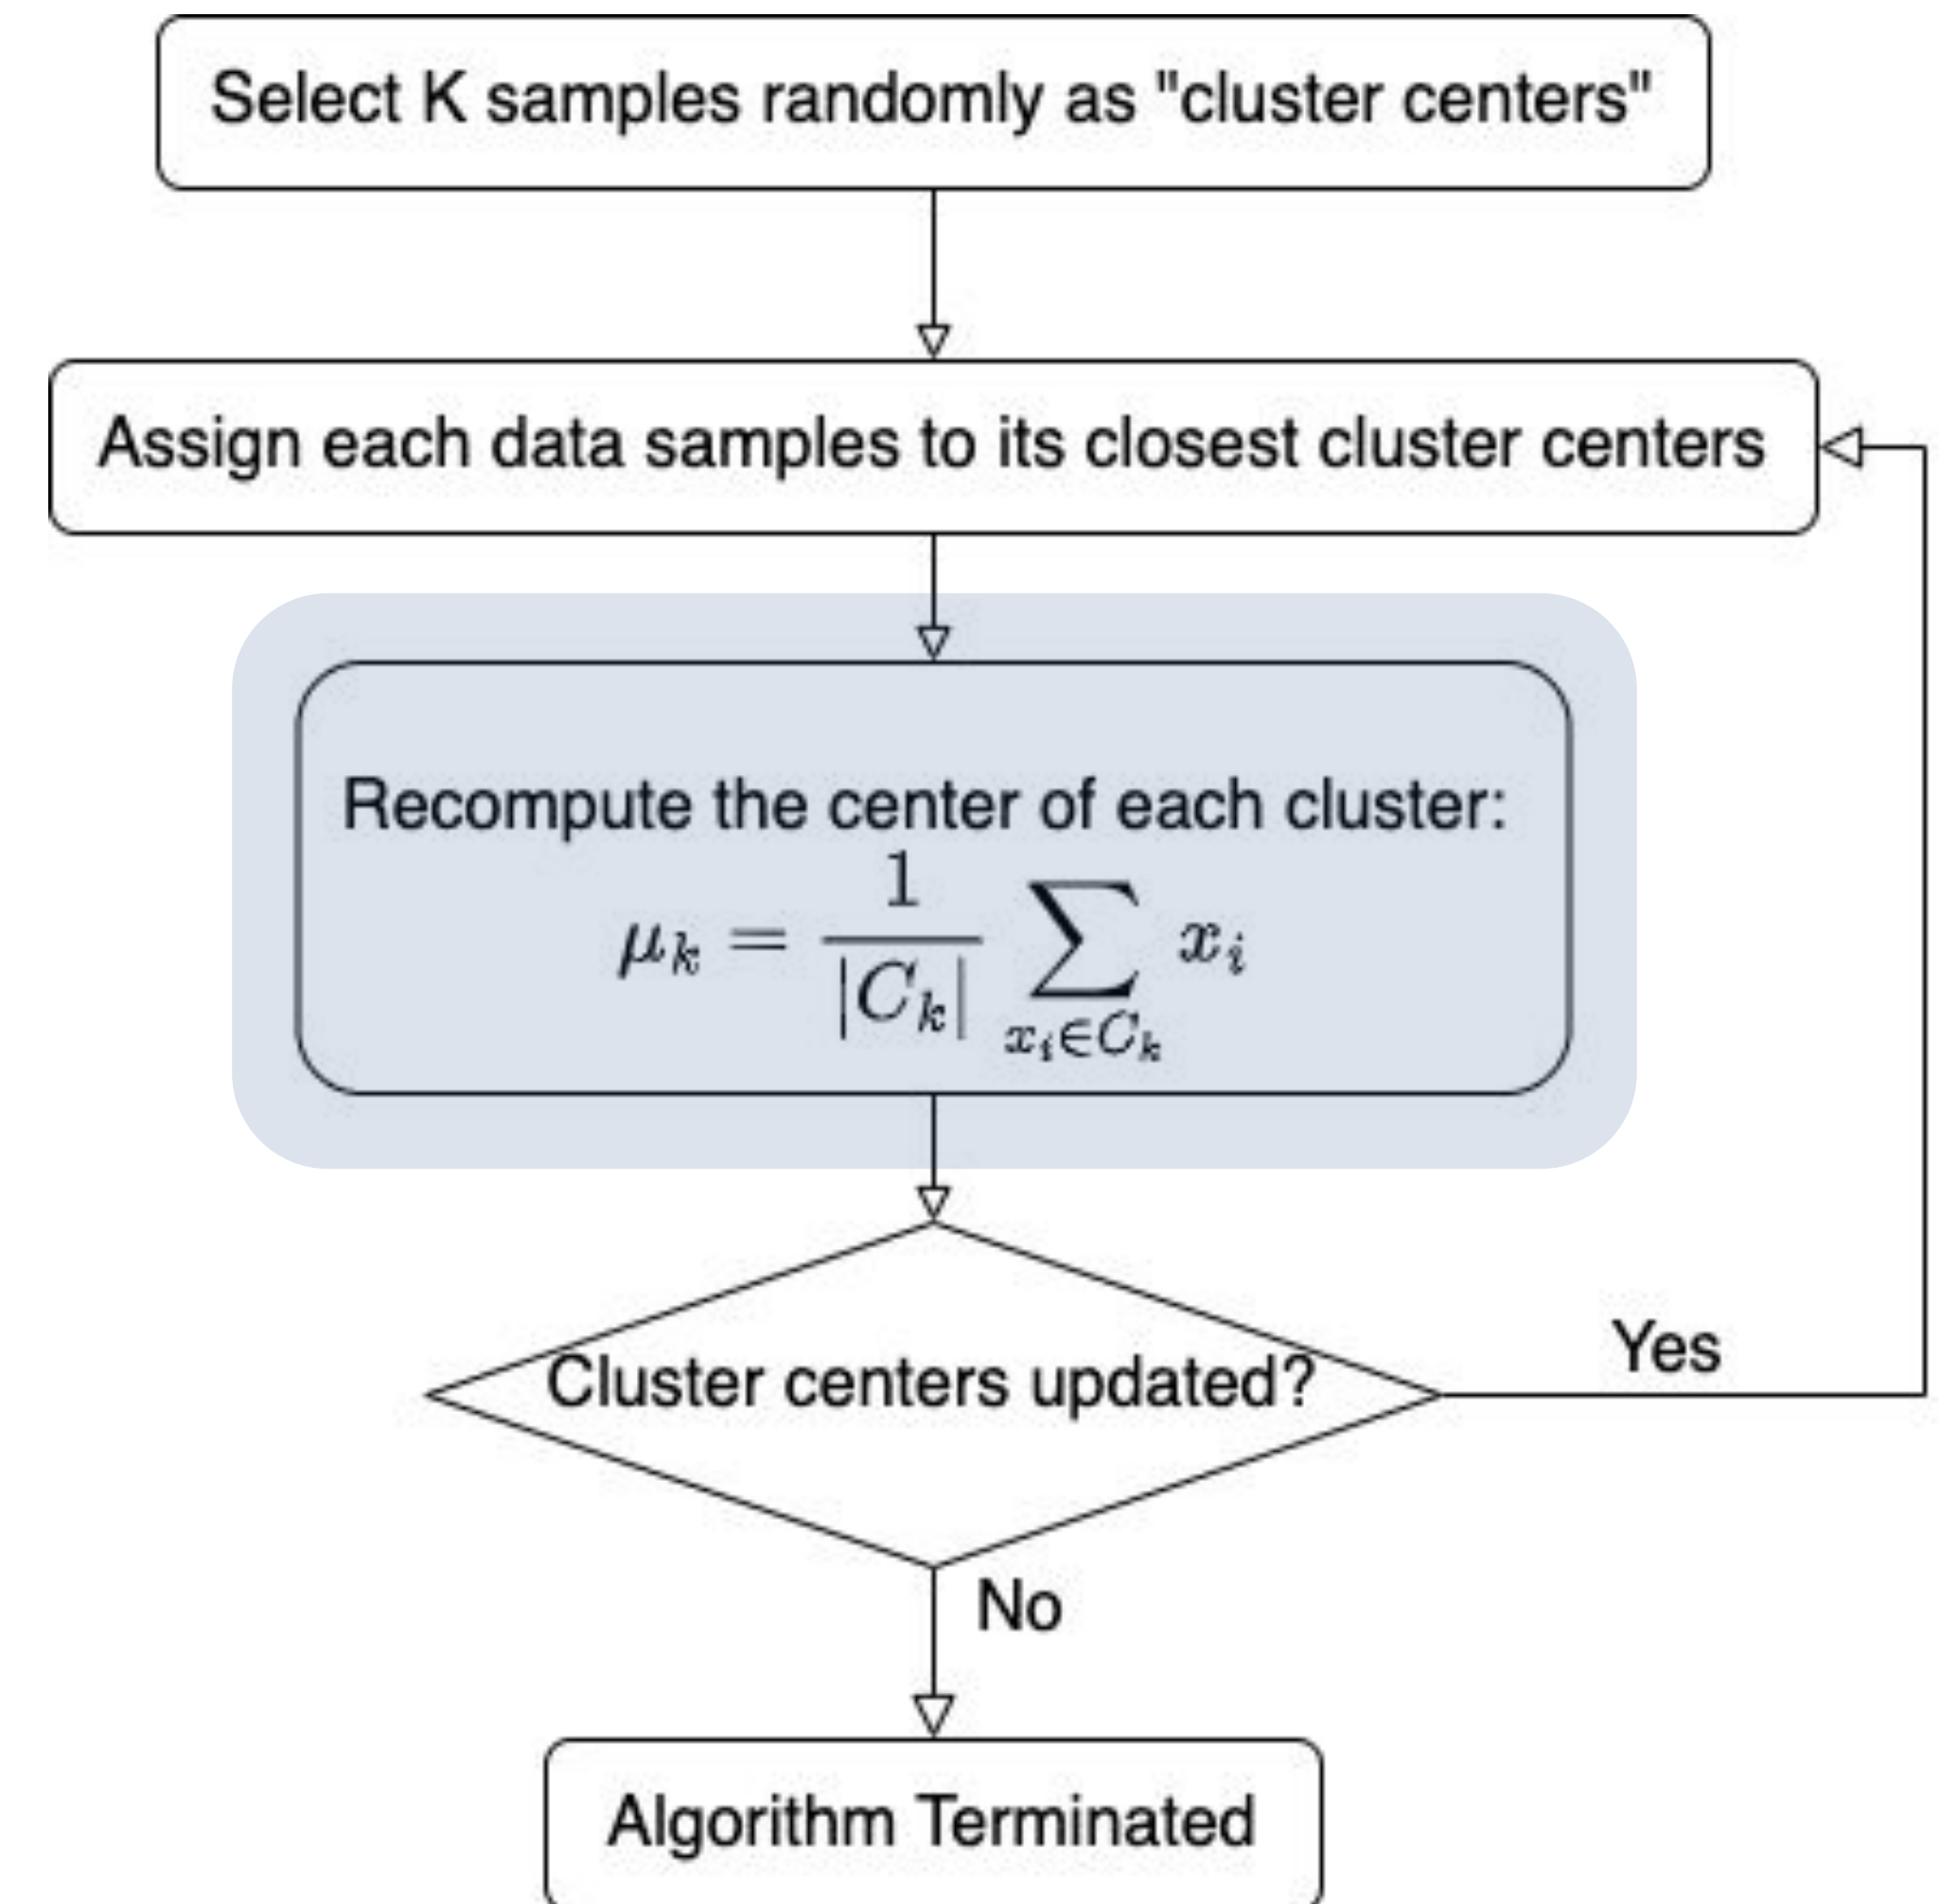 Select K samples randomly as "cluster centers"
Assign each data samples to its closest cluster centers
Recompute the center of each cluster:
μ_k = 1/|C_k| ∑_{x_i∈C_k} x_i
Cluster centers updated?
Yes
No
Algorithm Terminated